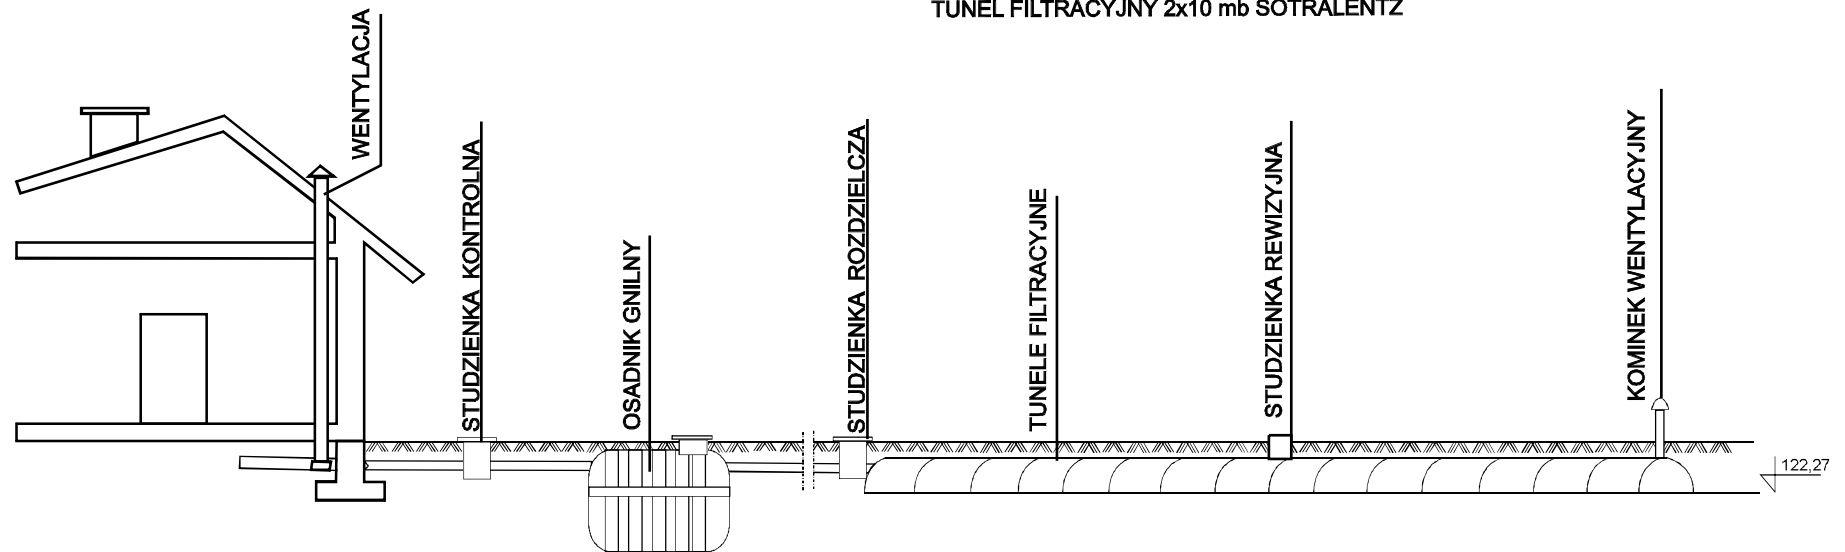 TUNEL FILTRACYJNY 2x10 mb SOTRALENTZ
WENTYLACJA
STUDZIENKA KONTROLNA
OSADNIK GNILNY
STUDZIENKA ROZDZIELCZA
TUNELE FILTRACYJNE
STUDZIENKA REWIZYJNA
KOMINEK WENTYLACYJNY
122,27